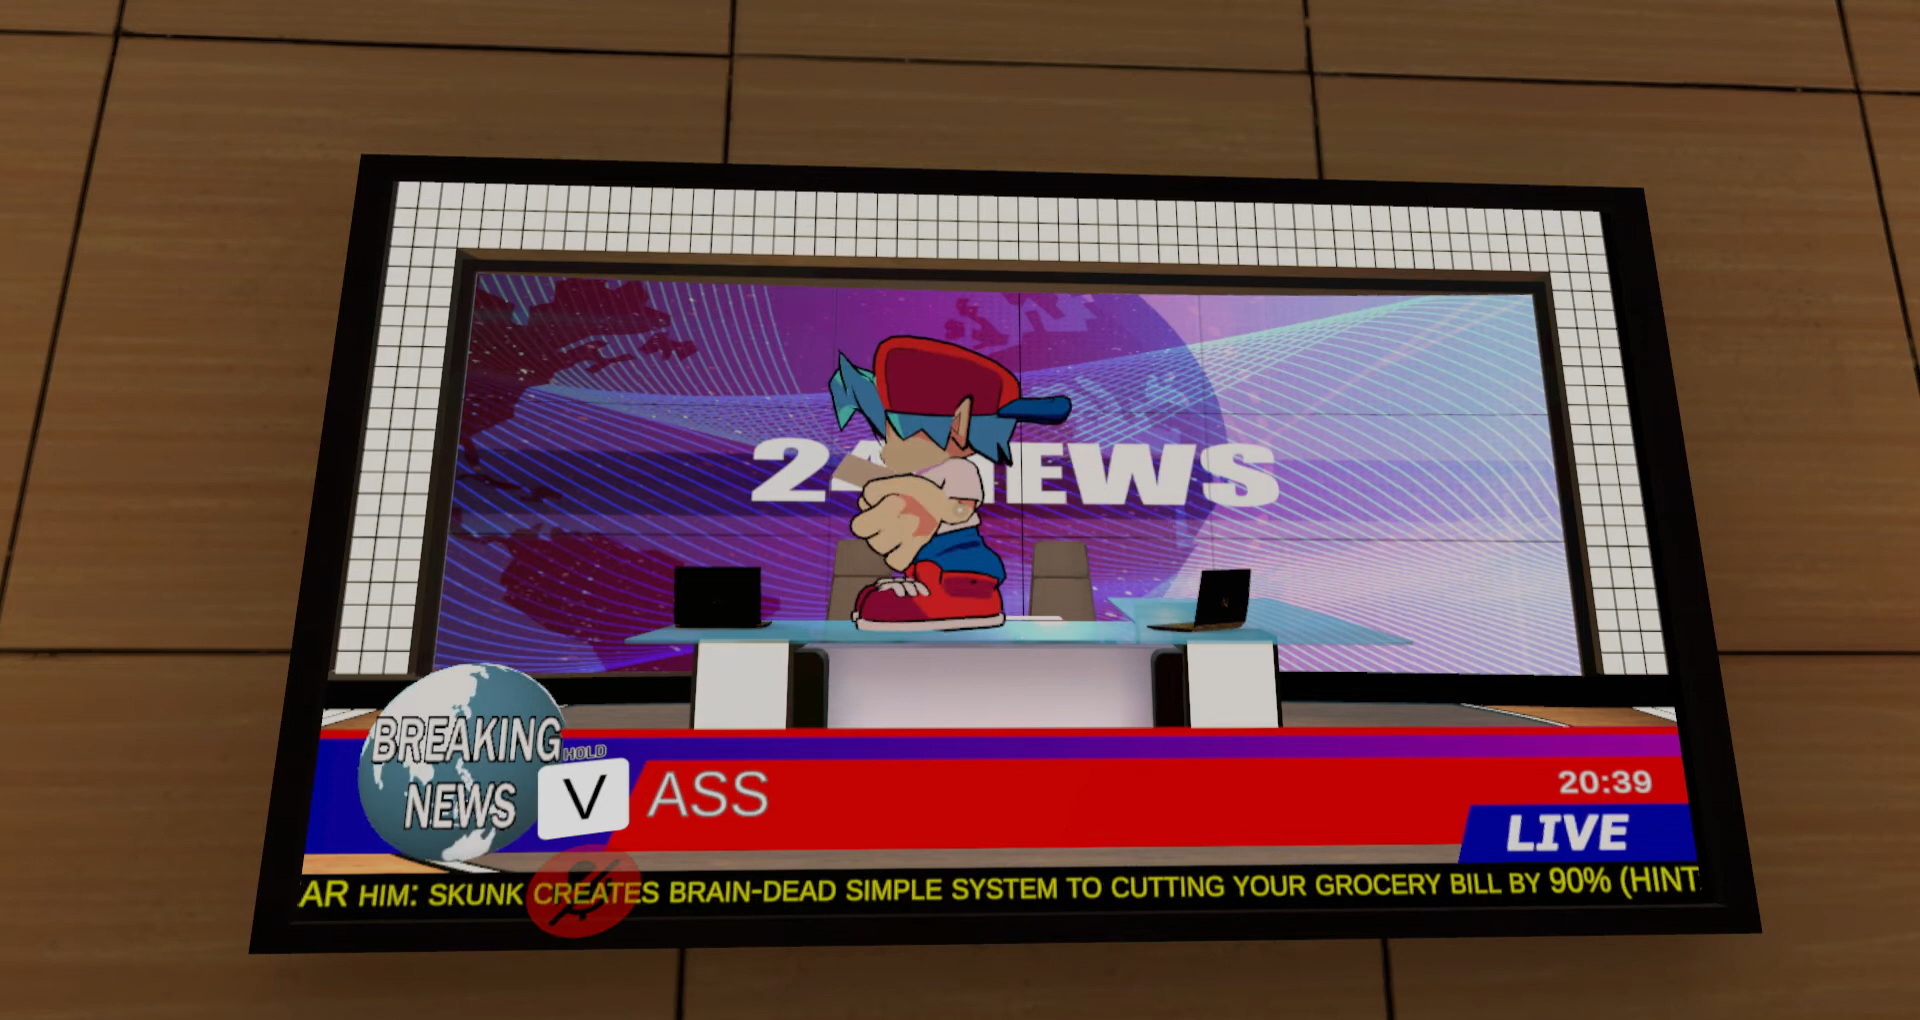 24 NEWS
BREAKING
NEWS
HOLD
V
ASS
20:39
LIVE
AR HIM: SKUNK CREATES BRAIN-DEAD SIMPLE SYSTEM TO CUTTING YOUR GROCERY BILL BY 90% (HINT